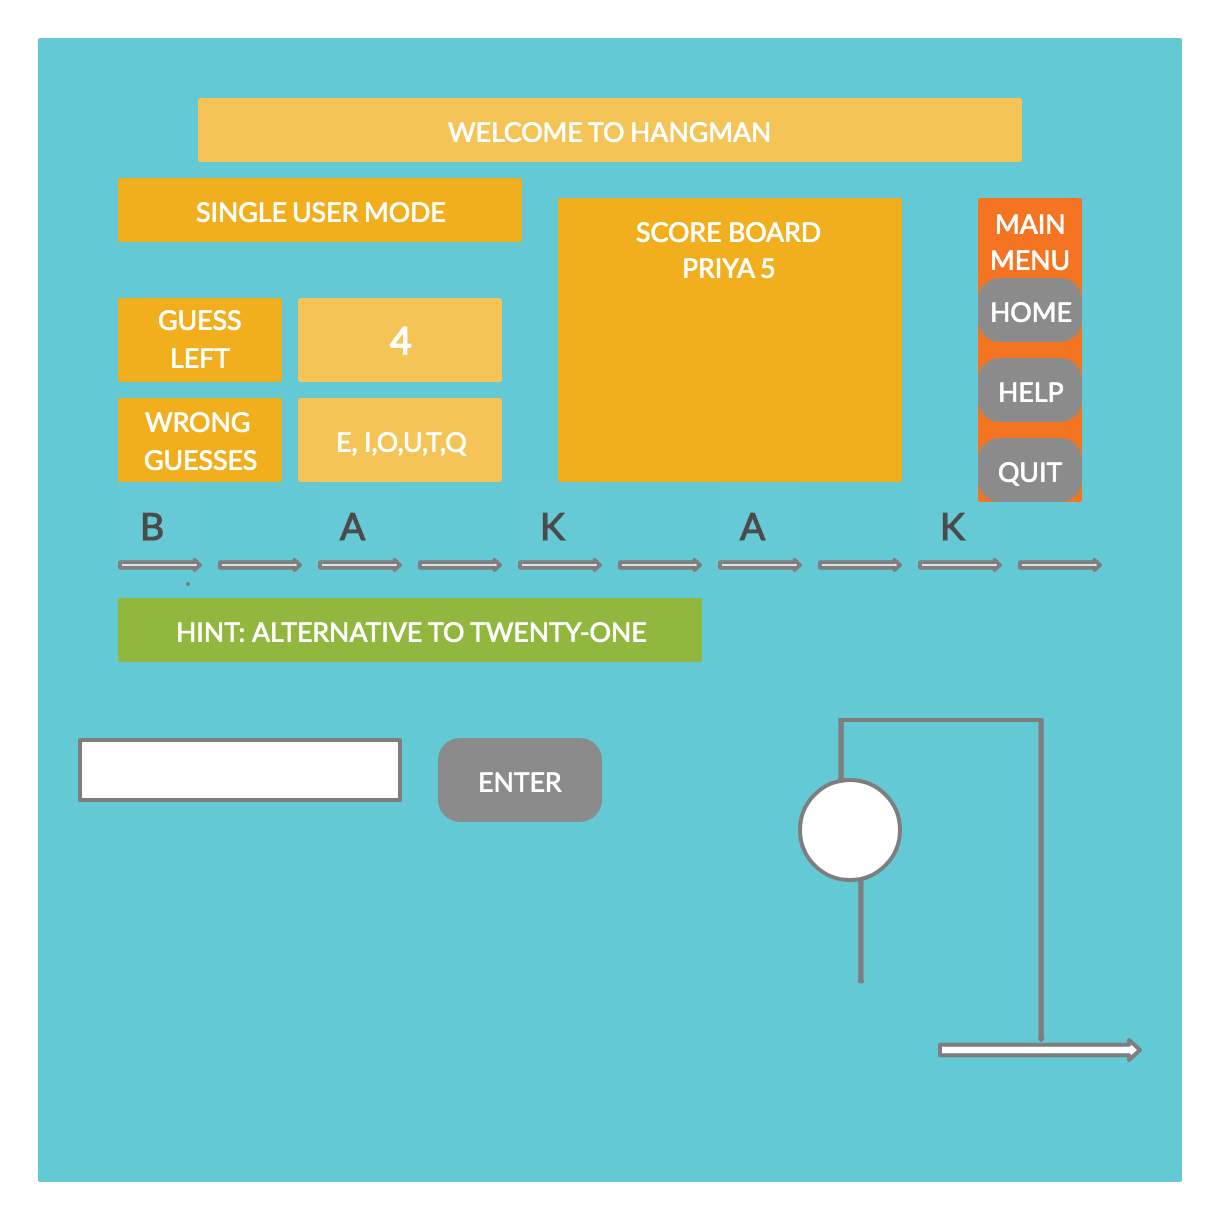 WELCOME TO HANGMAN
SINGLE USER MODE
SCORE BOARD
PRIYA 5
MAIN
MENU
HOME
HELP
QUIT
GUESS
LEFT
4
WRONG
GUESSES
E, I,O,U,T,Q
B A K A K
HINT: ALTERNATIVE TO TWENTY-ONE
ENTER